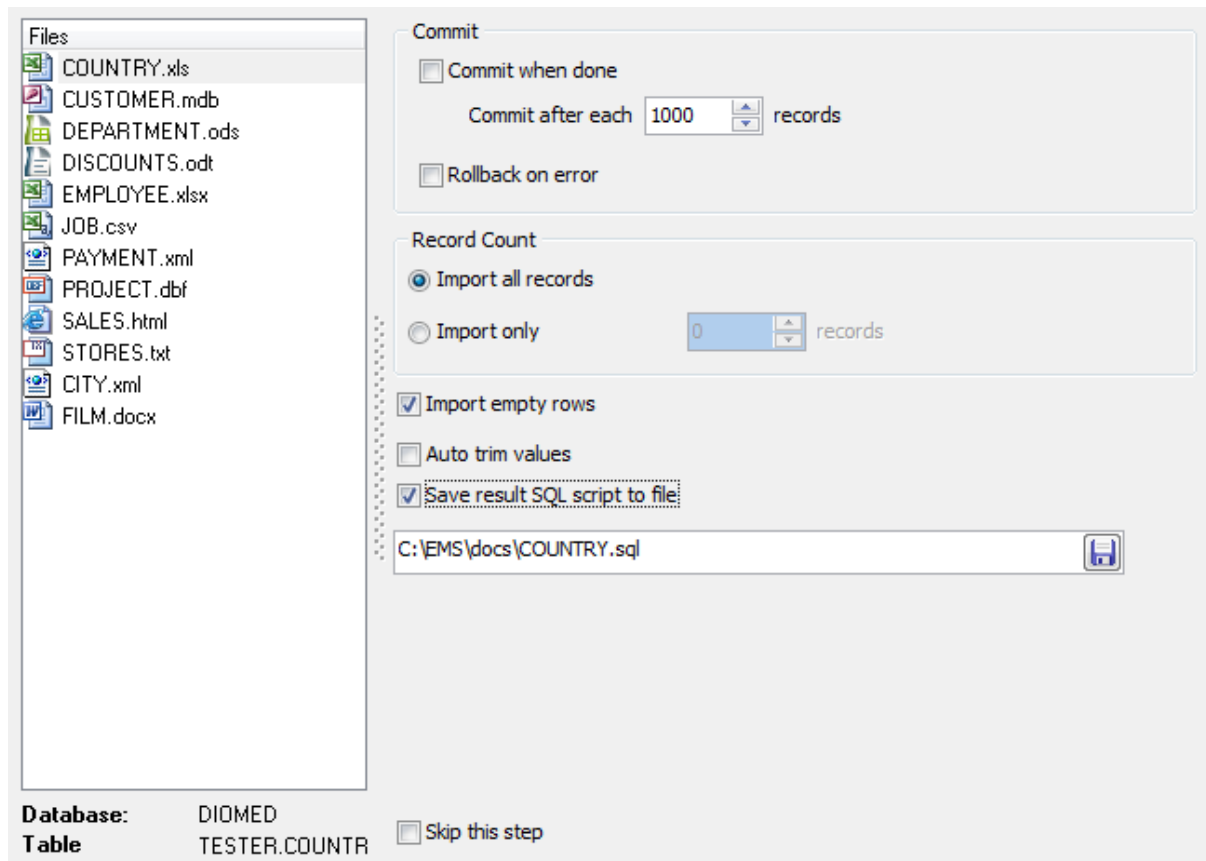 Files
COUNTRY.xls
CUSTOMER.mdb
DEPARTMENT.ods
DISCOUNTS.odt
EMPLOYEE.xlsx
JOB.csv
PAYMENT.xml
PROJECT.dbf
SALES.html
STORES.txt
CITY.xml
FILM.docx
Database: DIOMED
Table TESTER.COUNTR
Commit
Commit when done
Commit after each 1000 records
Rollback on error
Record Count
Import all records
Import only 0 records
Import empty rows
Auto trim values
Save result SQL script to file
C:\EMS\docs\COUNTRY.sql
Skip this step